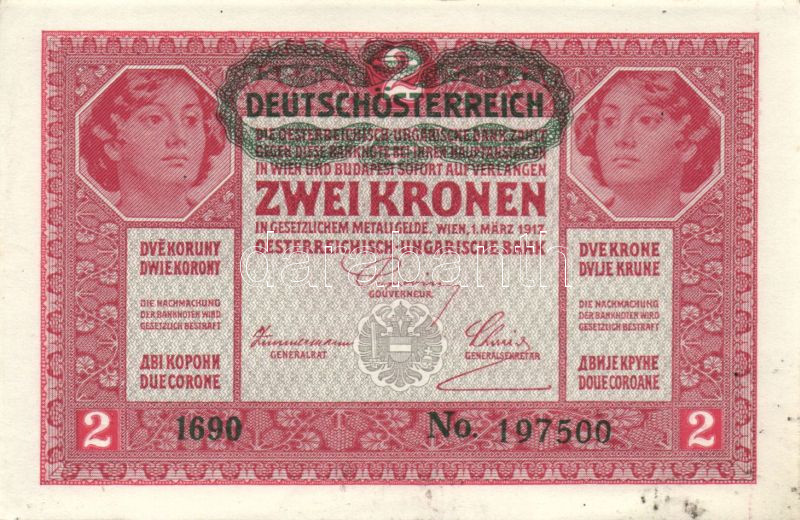 2
DEUTSCHÖSTERREICH
DIE OESTERREICHISCH-UNGARISCHE BANK ZAHLT
GEGEN DIESE BANKNOTE BEI IHREN HAUPTANSTALTEN
IN WIEN UND BUDAPEST SOFORT AUF VERLANGEN
ZWEI KRONEN
IN GESETZLICHEM METALLGELDE. WIEN, 1. MÄRZ 1917.
OESTERREICHISCH-UNGARISCHE BANK
darabanth
GOUVERNEUR
Zimmermann
GENERALRAT
GENERALSEKRETÄR
DVĚ KORUNY
DWIE KORONY
DIE NACHMACHUNG
DER BANKNOTEN WIRD
GESETZLICH BESTRAFT
ДВІ КОРОНИ
DUE CORONE
DVE KRONE
DVIJE KRUNE
DIE NACHMACHUNG
DER BANKNOTEN WIRD
GESETZLICH BESTRAFT
ДВИЈЕ КРУНЕ
DOUE COROANE
2
1690
No. 197500
2